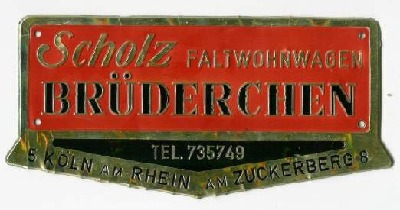 Scholz FALTWOHNWAGEN
BRÜDERCHEN
TEL. 735749
5 KÖLN AM RHEIN AM ZUCKERBERG 8